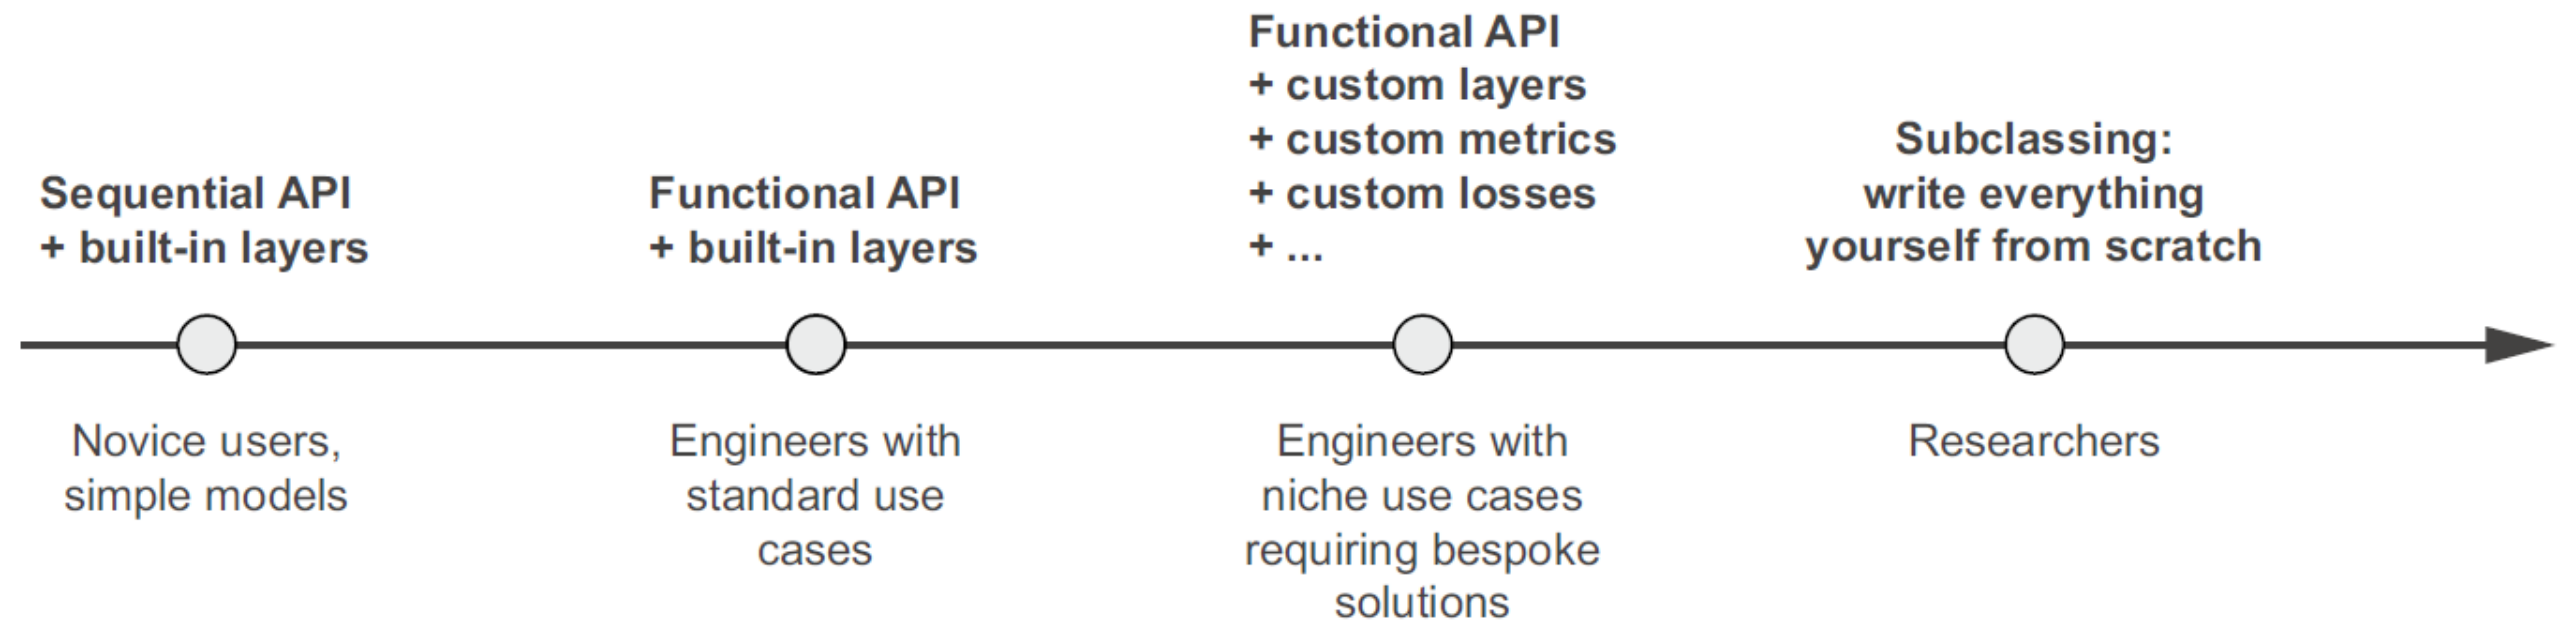 Sequential API
+ built-in layers
Functional API
+ built-in layers
Functional API
+ custom layers
+ custom metrics
+ custom losses
+ ...
Subclassing:
write everything
yourself from scratch
Novice users,
simple models
Engineers with
standard use
cases
Engineers with
niche use cases
requiring bespoke
solutions
Researchers